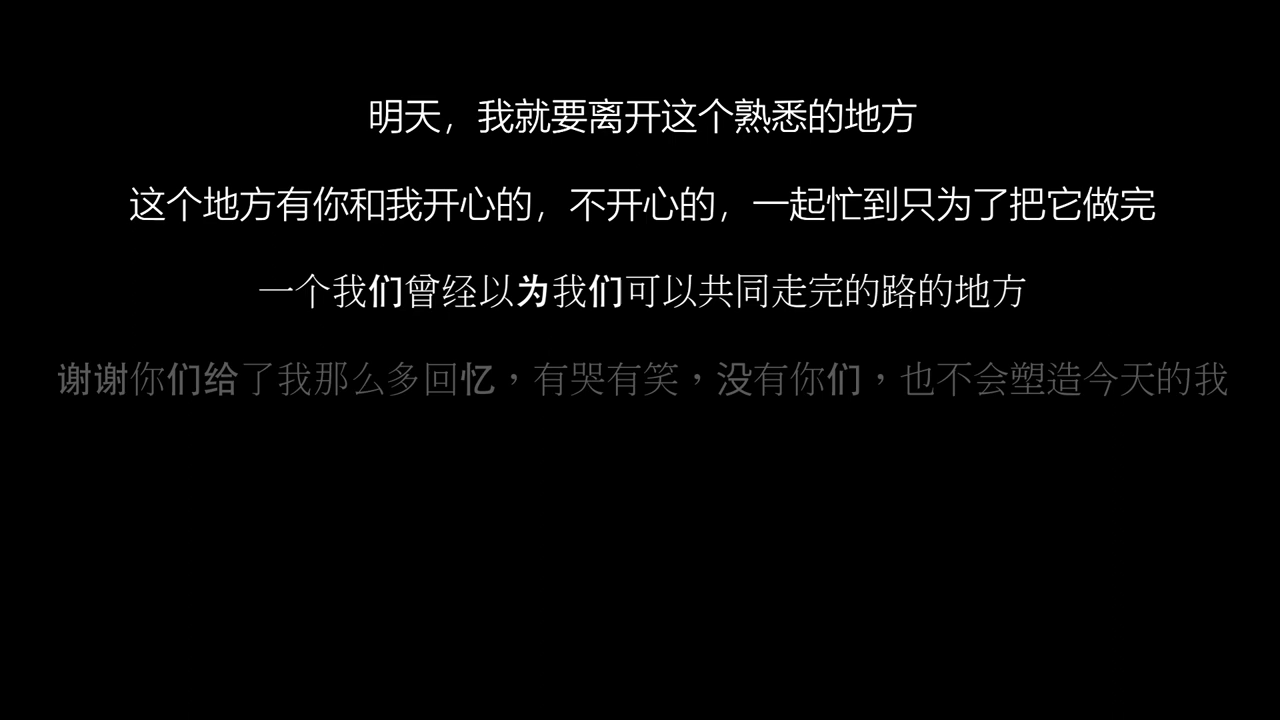 明天，我就要离开这个熟悉的地方
这个地方有你和我开心的，不开心的，一起忙到只为了把它做完
一个我们曾经以为我们可以共同走完的路的地方
谢谢你们给了我那么多回忆，有哭有笑，没有你们，也不会塑造今天的我